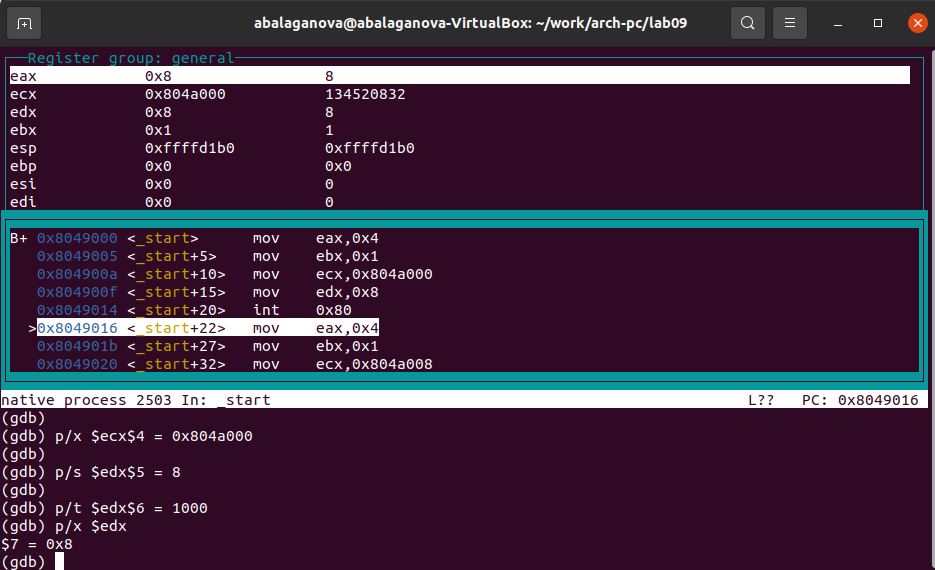 abalaganova@abalaganova-VirtualBox: ~/work/arch-pc/lab09
Register group: general
eax 0x8 8
ecx 0x804a000 134520832
edx 0x8 8
ebx 0x1 1
esp 0xffffd1b0 0xffffd1b0
ebp 0x0 0x0
esi 0x0 0
edi 0x0 0
B+ 0x8049000 <_start> mov eax,0x4
0x8049005 <_start+5> mov ebx,0x1
0x804900a <_start+10> mov ecx,0x804a000
0x804900f <_start+15> mov edx,0x8
0x8049014 <_start+20> int 0x80
>0x8049016 <_start+22> mov eax,0x4
0x804901b <_start+27> mov ebx,0x1
0x8049020 <_start+32> mov ecx,0x804a008
native process 2503 In: _start L?? PC: 0x8049016
(gdb)
(gdb) p/x $ecx$4 = 0x804a000
(gdb)
(gdb) p/s $edx$5 = 8
(gdb)
(gdb) p/t $edx$6 = 1000
(gdb) p/x $edx
$7 = 0x8
(gdb)